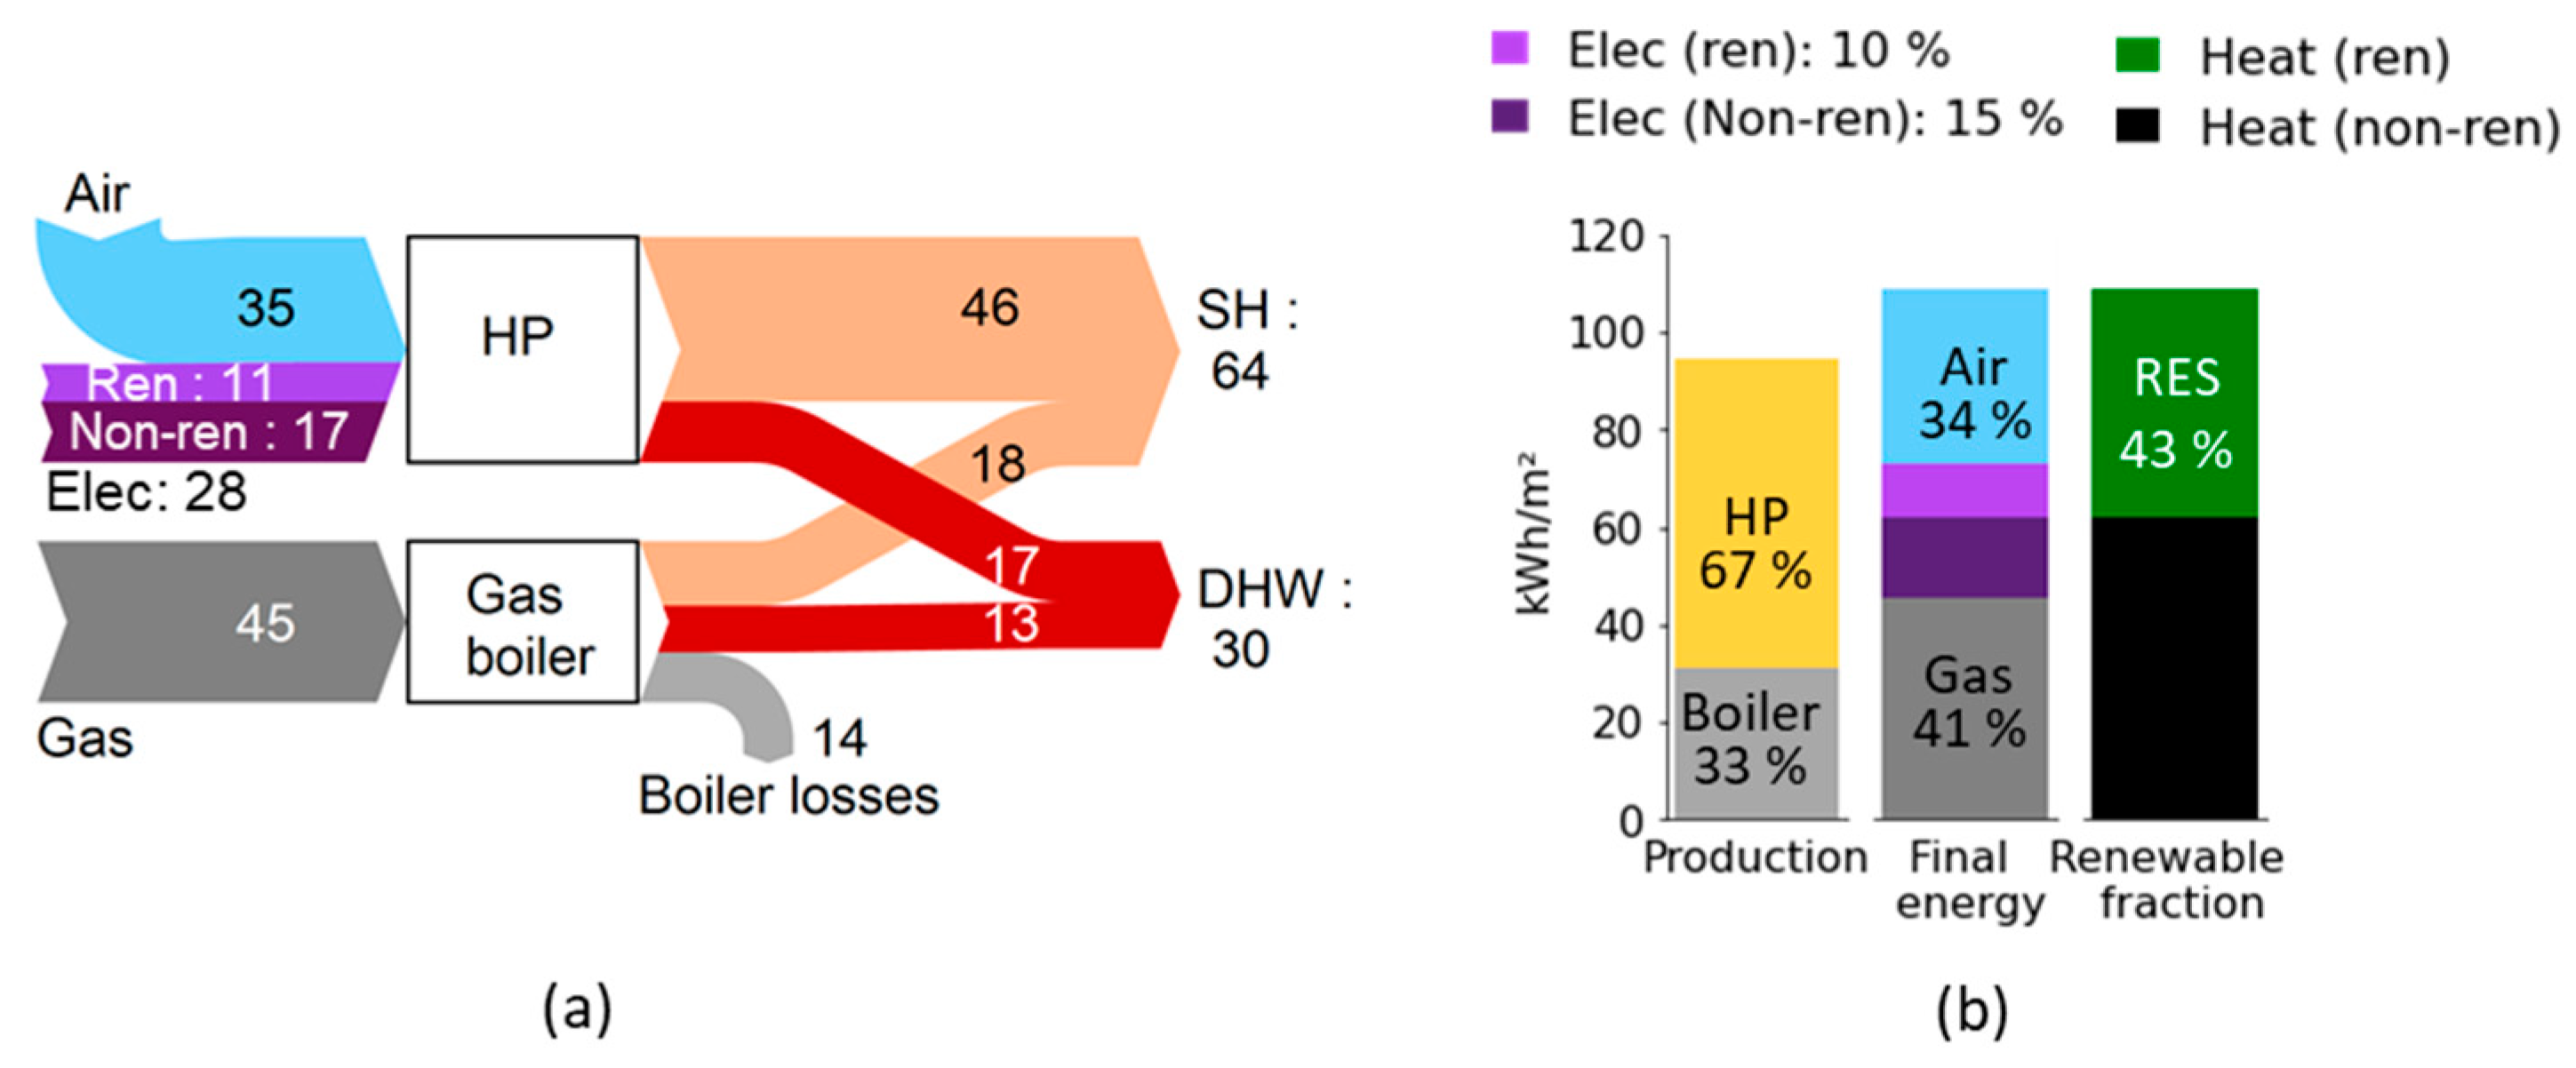 Air
35
Ren : 11
Non-ren : 17
Elec: 28
HP
46
SH :
64
18
17
13
DHW :
30
45
Gas
Gas
boiler
14
Boiler losses
(a)
Elec (ren): 10 %
Elec (Non-ren): 15 %
Heat (ren)
Heat (non-ren)
kWh/m²
120
100
80
60
40
20
0
HP
67 %
Boiler
33 %
Air
34 %
Gas
41 %
RES
43 %
Production
Final
energy
Renewable
fraction
(b)